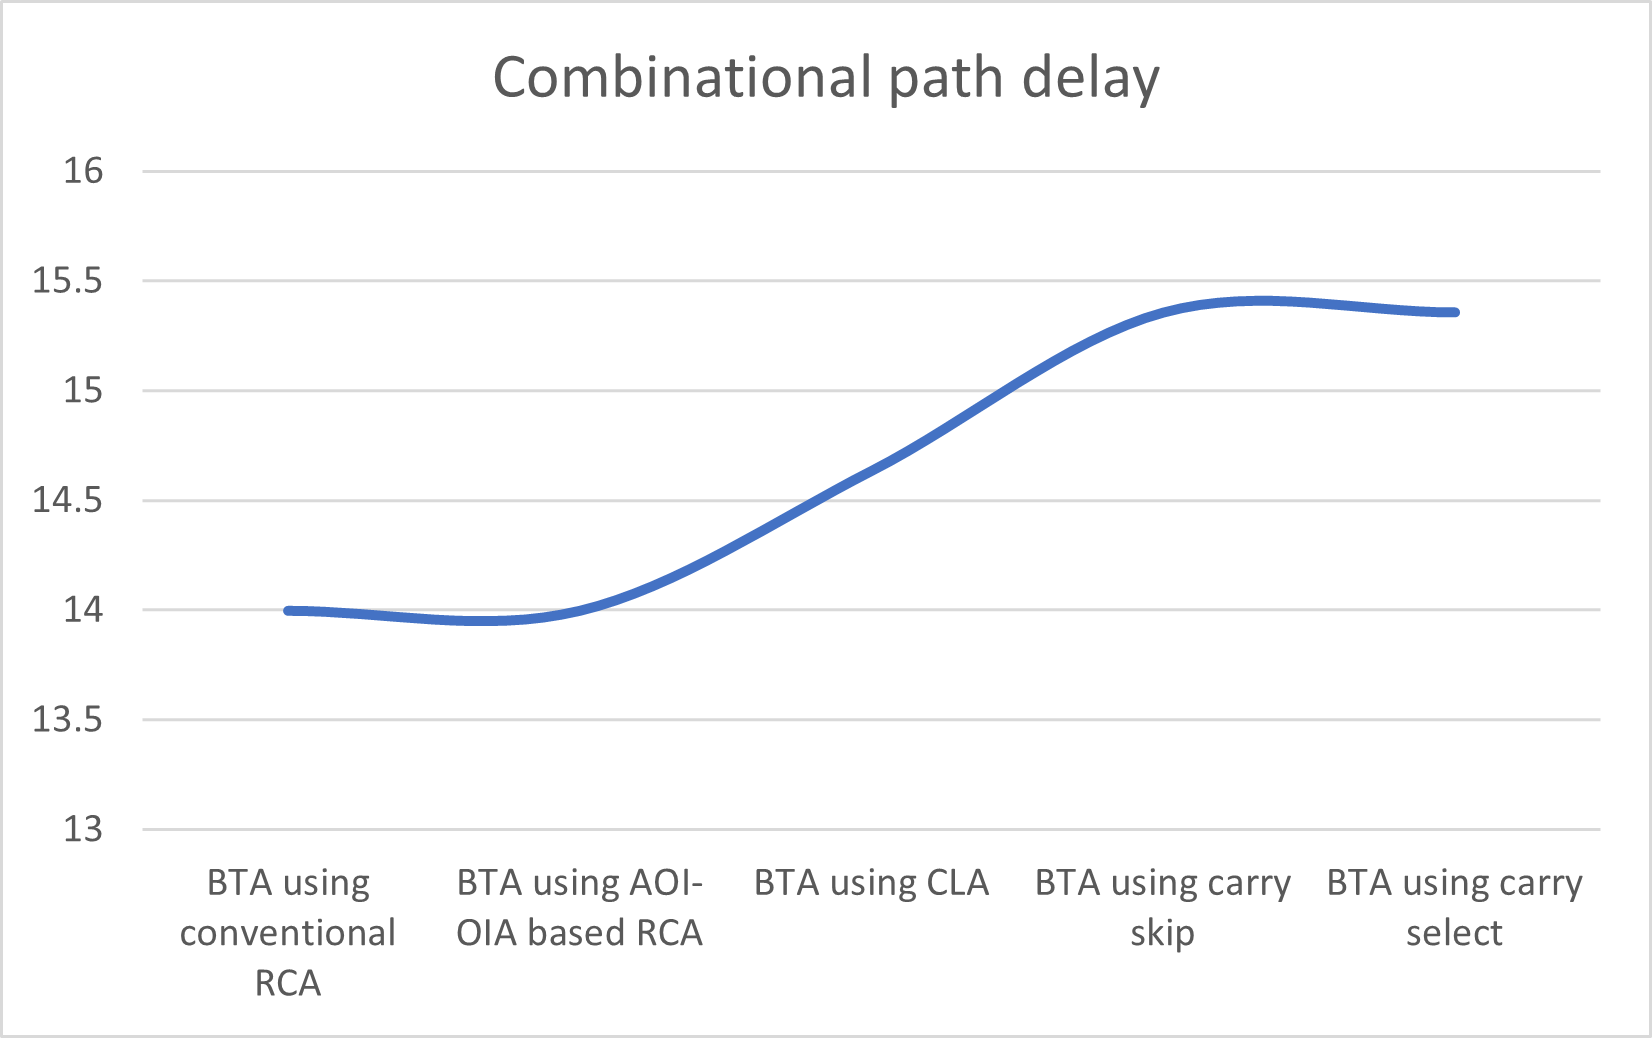 Combinational path delay
16
15.5
15
14.5
14
13.5
13
BTA using
conventional
RCA
BTA using AOI-
OIA based RCA
BTA using CLA
BTA using carry
skip
BTA using carry
select